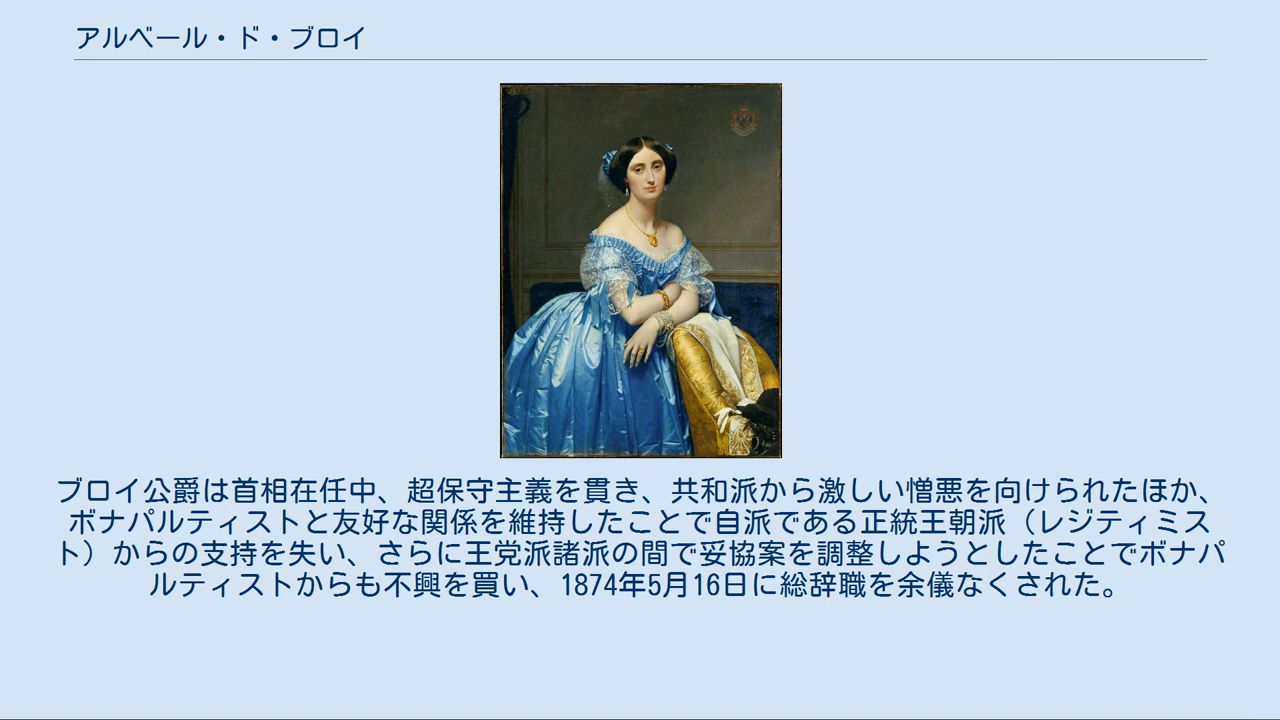 アルベール・ド・ブロイ
ブロイ公爵は首相在任中、超保守主義を貫き、共和派から激しい憎悪を向けられたほか、
ボナパルティストと友好な関係を維持したことで自派である正統王朝派（レジティミス
ト）からの支持を失い、さらに王党派諸派の間で妥協案を調整しようとしたことでボナパ
ルティストからも不興を買い、1874年5月16日に総辞職を余儀なくされた。